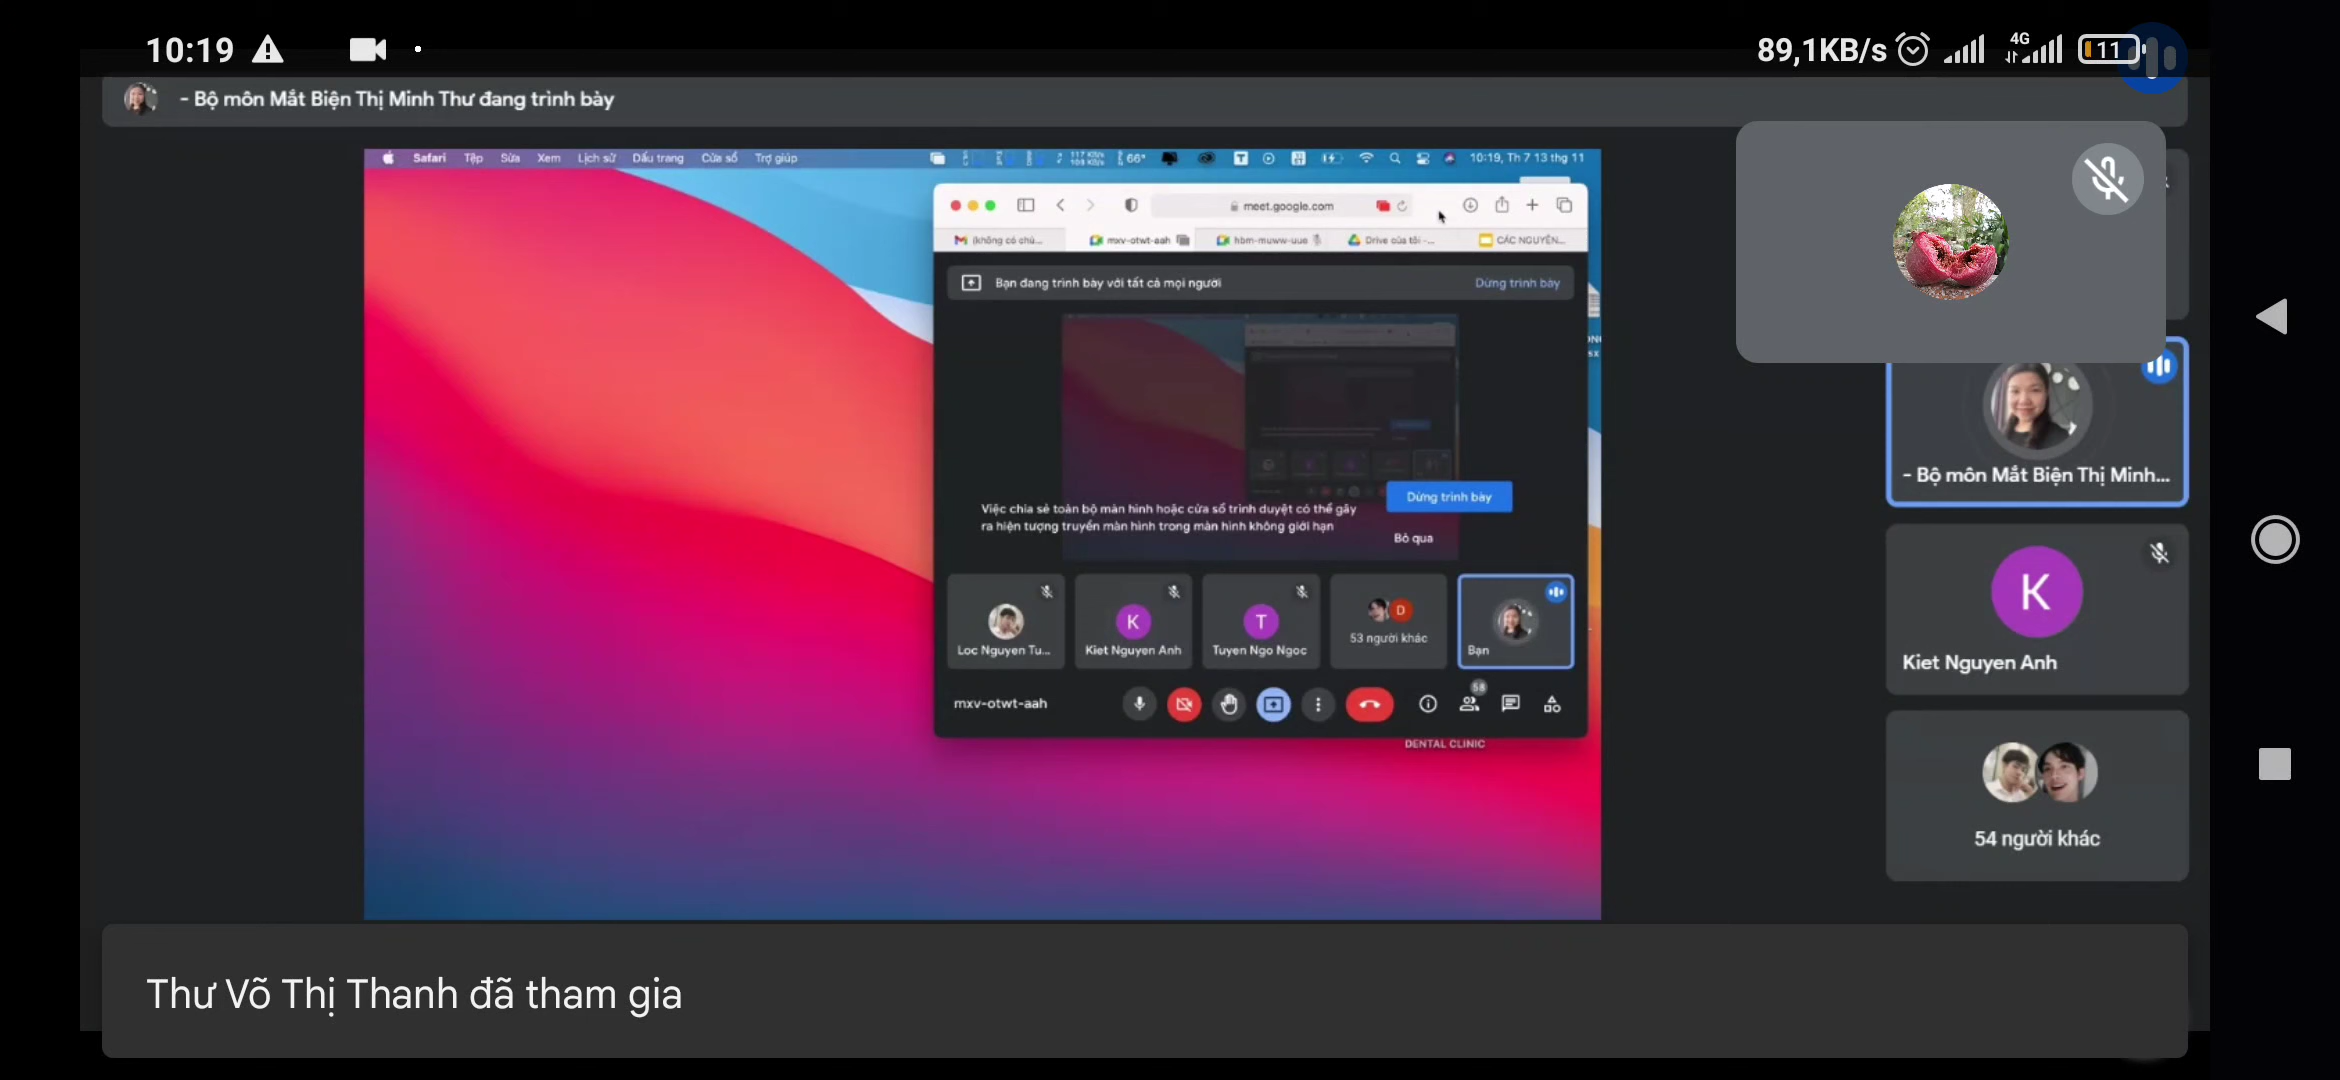 10:19
89,1KB/s
4G
11
- Bộ môn Mắt Biện Thị Minh Thư đang trình bày
Safari Tệp Sửa Xem Lịch sử Dấu trang Cửa sổ Trợ giúp
66° 10:19, Th 7 13 thg 11
meet.google.com
(không có chủ...
mxv-otwt-aah
hbm-muww-uua
Drive của tôi -...
CÁC NGUYÊN...
Bạn đang trình bày với tất cả mọi người
Dừng trình bày
Việc chia sẻ toàn bộ màn hình hoặc cửa sổ trình duyệt có thể gây
ra hiện tượng truyền màn hình trong màn hình không giới hạn
Dừng trình bày
Bỏ qua
Loc Nguyen Tu...
K
Kiet Nguyen Anh
T
Tuyen Ngo Ngoc
D
53 người khác
Bạn
mxv-otwt-aah
58
DENTAL CLINIC
- Bộ môn Mắt Biện Thị Minh...
K
Kiet Nguyen Anh
54 người khác
Thư Võ Thị Thanh đã tham gia